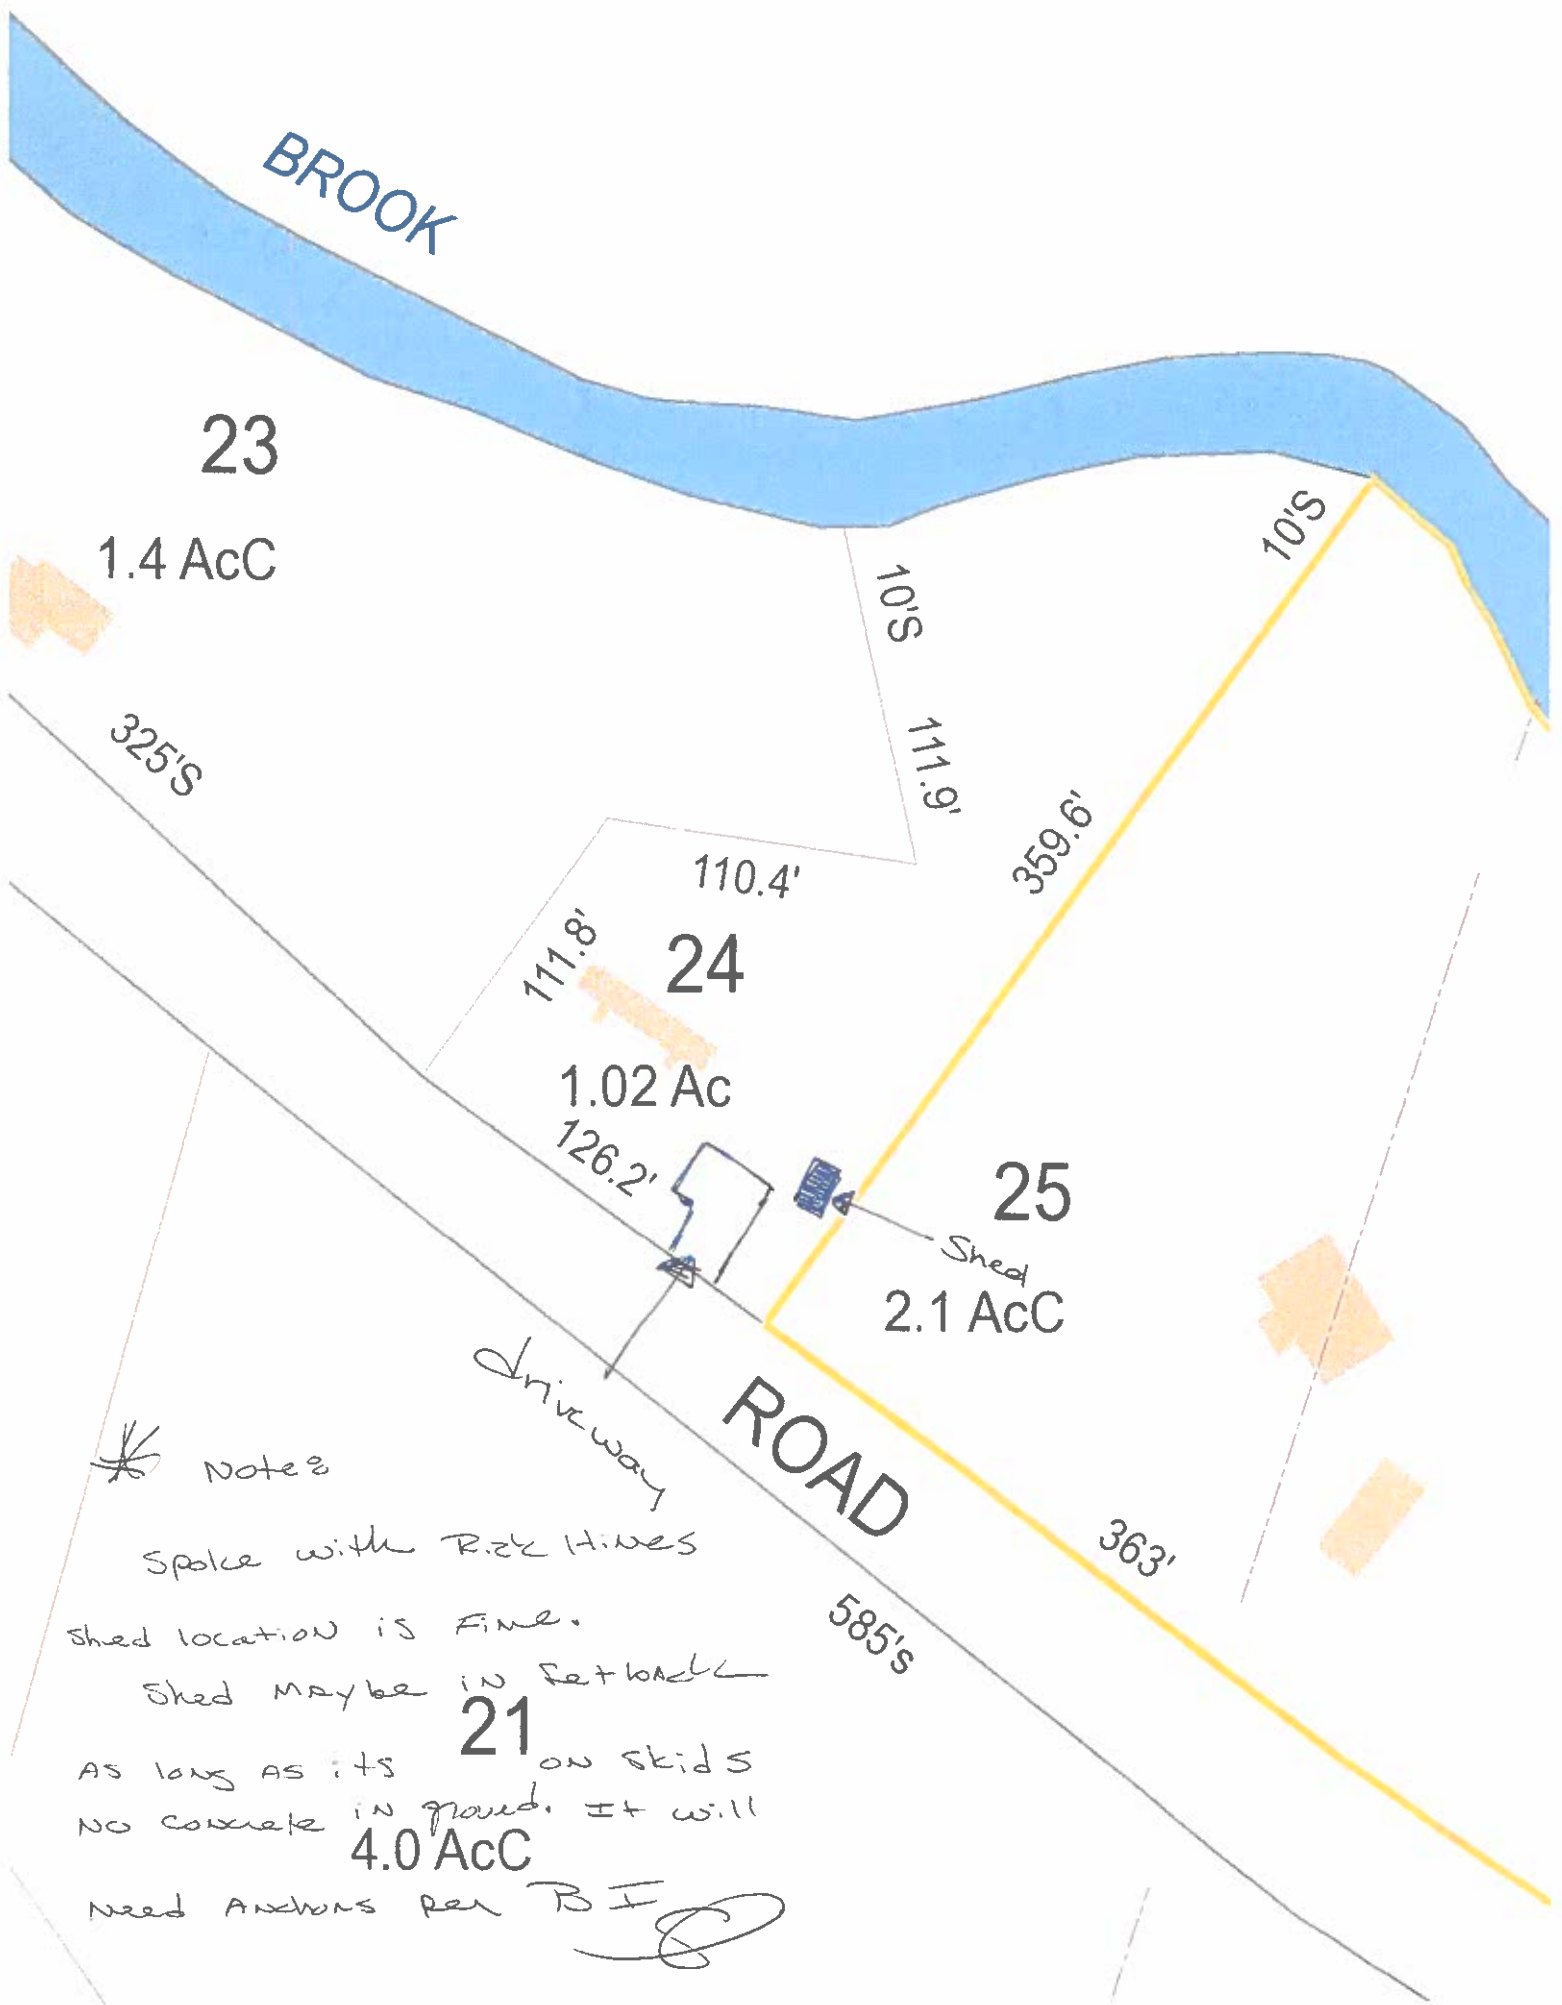 BROOK
23
1.4 AcC
10'S
10'S
325'S
111.9'
359.6'
110.4'
111.8'
24
1.02 Ac
126.2'
25
Shed
2.1 AcC
driveway
ROAD
363'
585's
Note:
Spoke with Rick Hines
Shed location is Fine.
Shed Maybe in Setback
21
As long As its on skids
No concrete in ground. It will
4.0 AcC
Need Anchors per BI